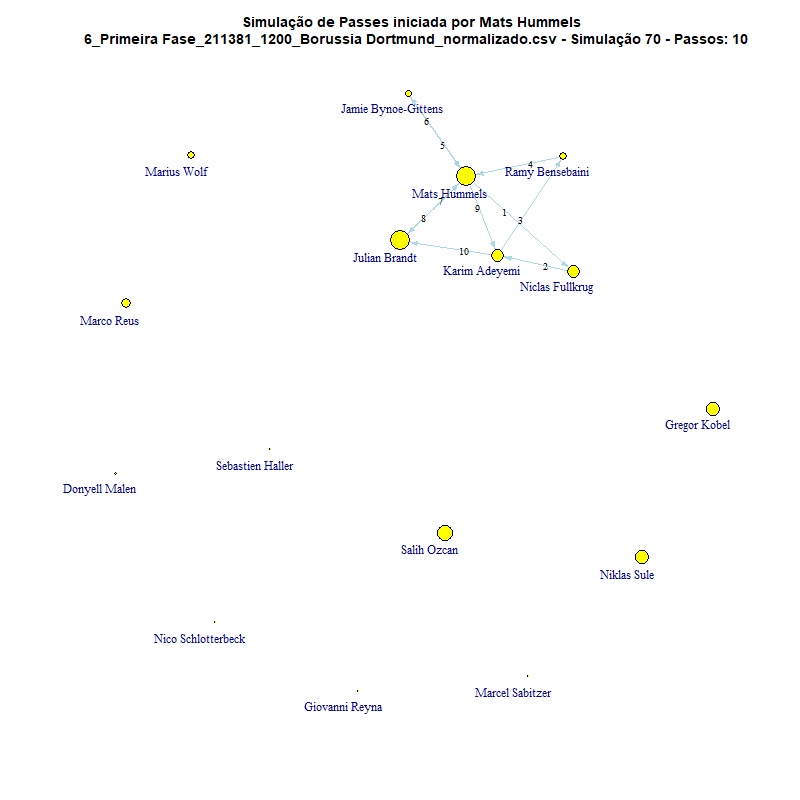 Simulação de Passes iniciada por Mats Hummels
6_Primeira Fase_211381_1200_Borussia Dortmund_normalizado.csv - Simulação 70 - Passos: 10
Jamie Bynoe-Gittens
6
5
4
Marius Wolf
Ramy Bensebaini
Mats Hummels
7
9
1
8
3
10
Julian Brandt
2
Karim Adeyemi
Niclas Fullkrug
Marco Reus
Gregor Kobel
Sebastien Haller
Donyell Malen
Salih Ozcan
Niklas Sule
Nico Schlotterbeck
Marcel Sabitzer
Giovanni Reyna